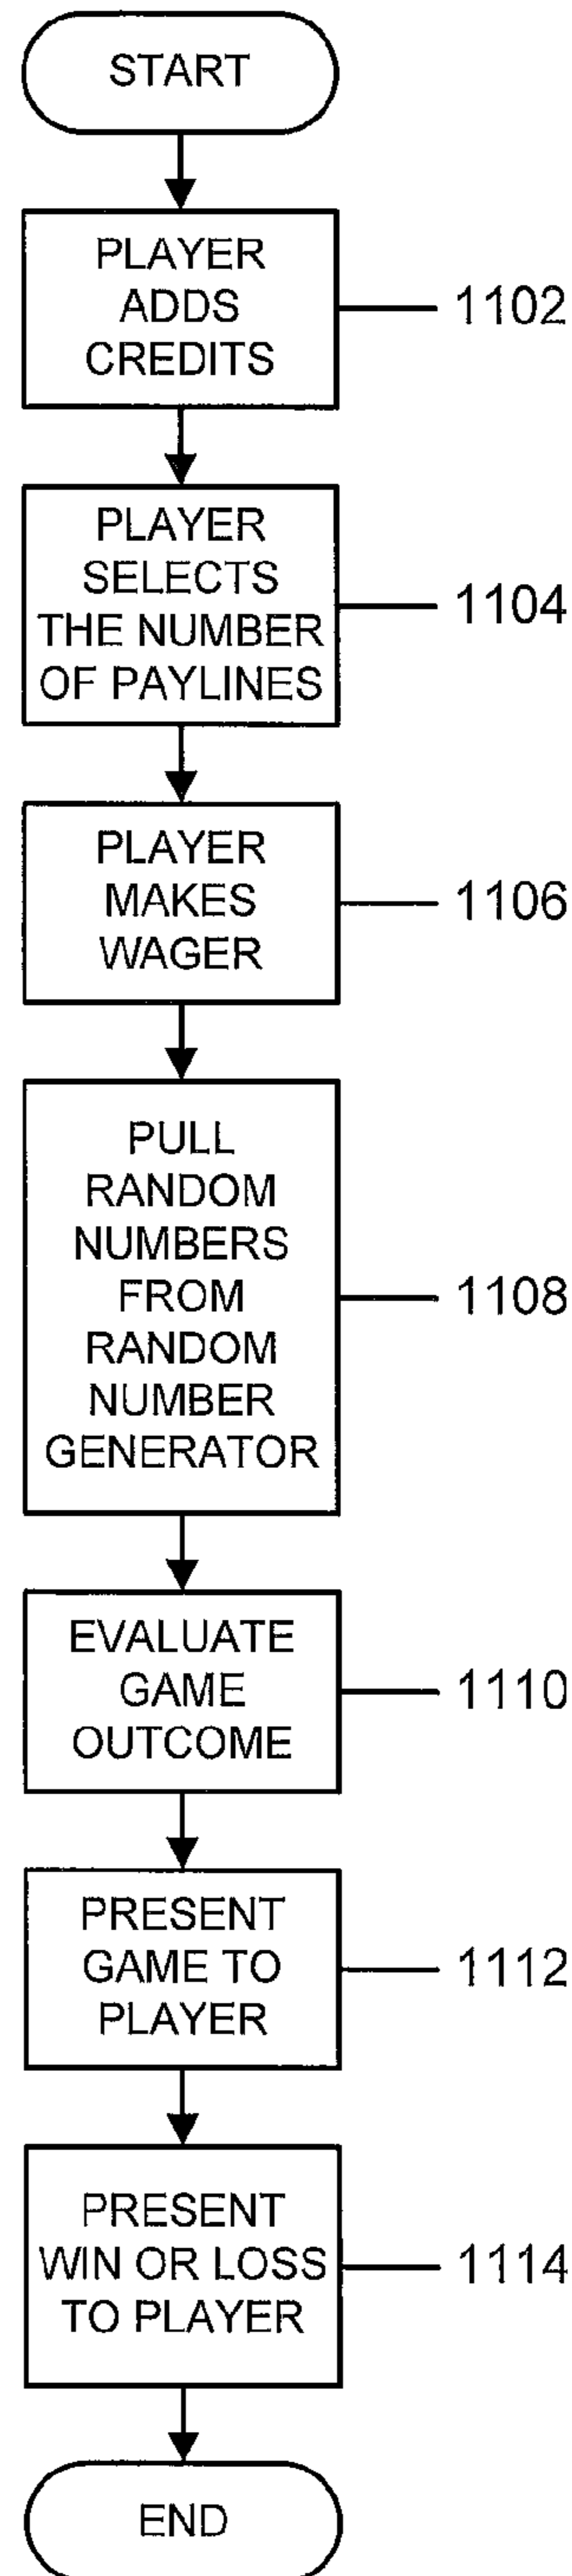 START
PLAYER
ADDS
CREDITS
1102
PLAYER
SELECTS
THE NUMBER
OF PAYLINES
1104
PLAYER
MAKES
WAGER
1106
PULL
RANDOM
NUMBERS
FROM
RANDOM
NUMBER
GENERATOR
1108
EVALUATE
GAME
OUTCOME
1110
PRESENT
GAME TO
PLAYER
1112
PRESENT
WIN OR LOSS
TO PLAYER
1114
END